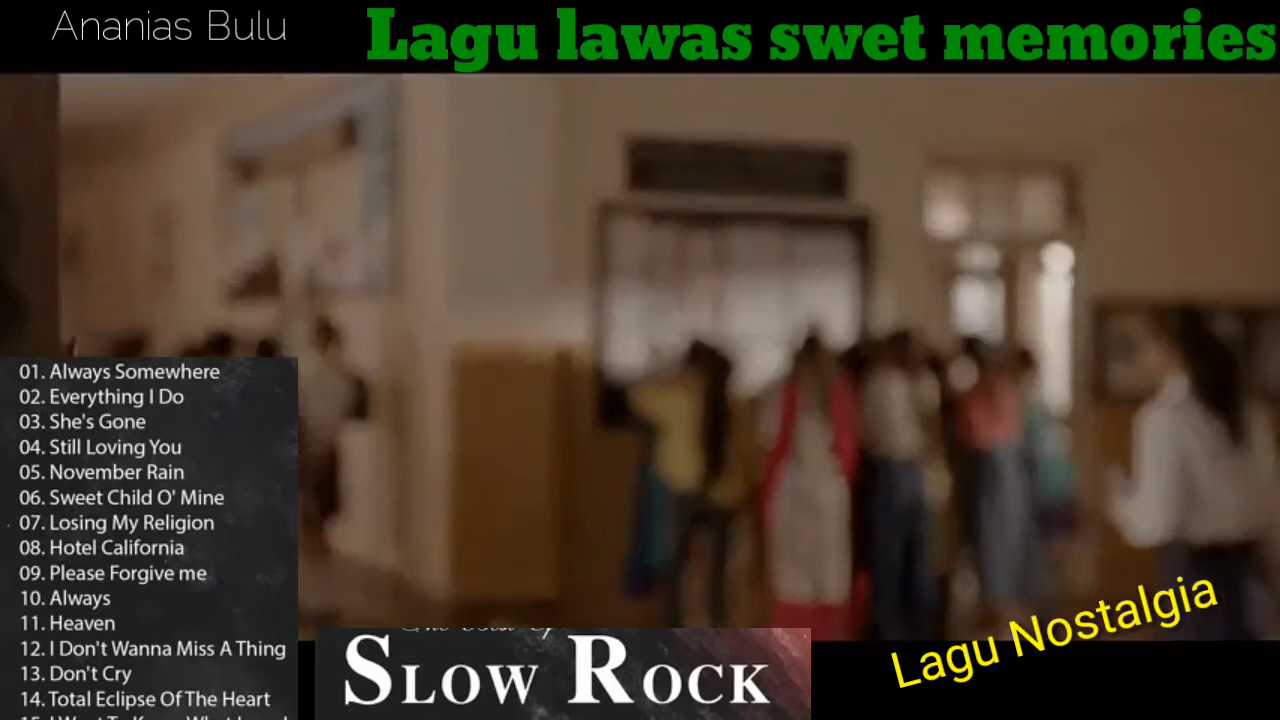 Ananias Bulu
Lagu lawas swet memories
01. Always Somewhere
02. Everything I Do
03. She's Gone
04. Still Loving You
05. November Rain
06. Sweet Child O' Mine
07. Losing My Religion
08. Hotel California
09. Please Forgive me
10. Always
11. Heaven
12. I Don't Wanna Miss A Thing
13. Don't Cry
14. Total Eclipse Of The Heart
SLOW ROCK
Lagu Nostalgia